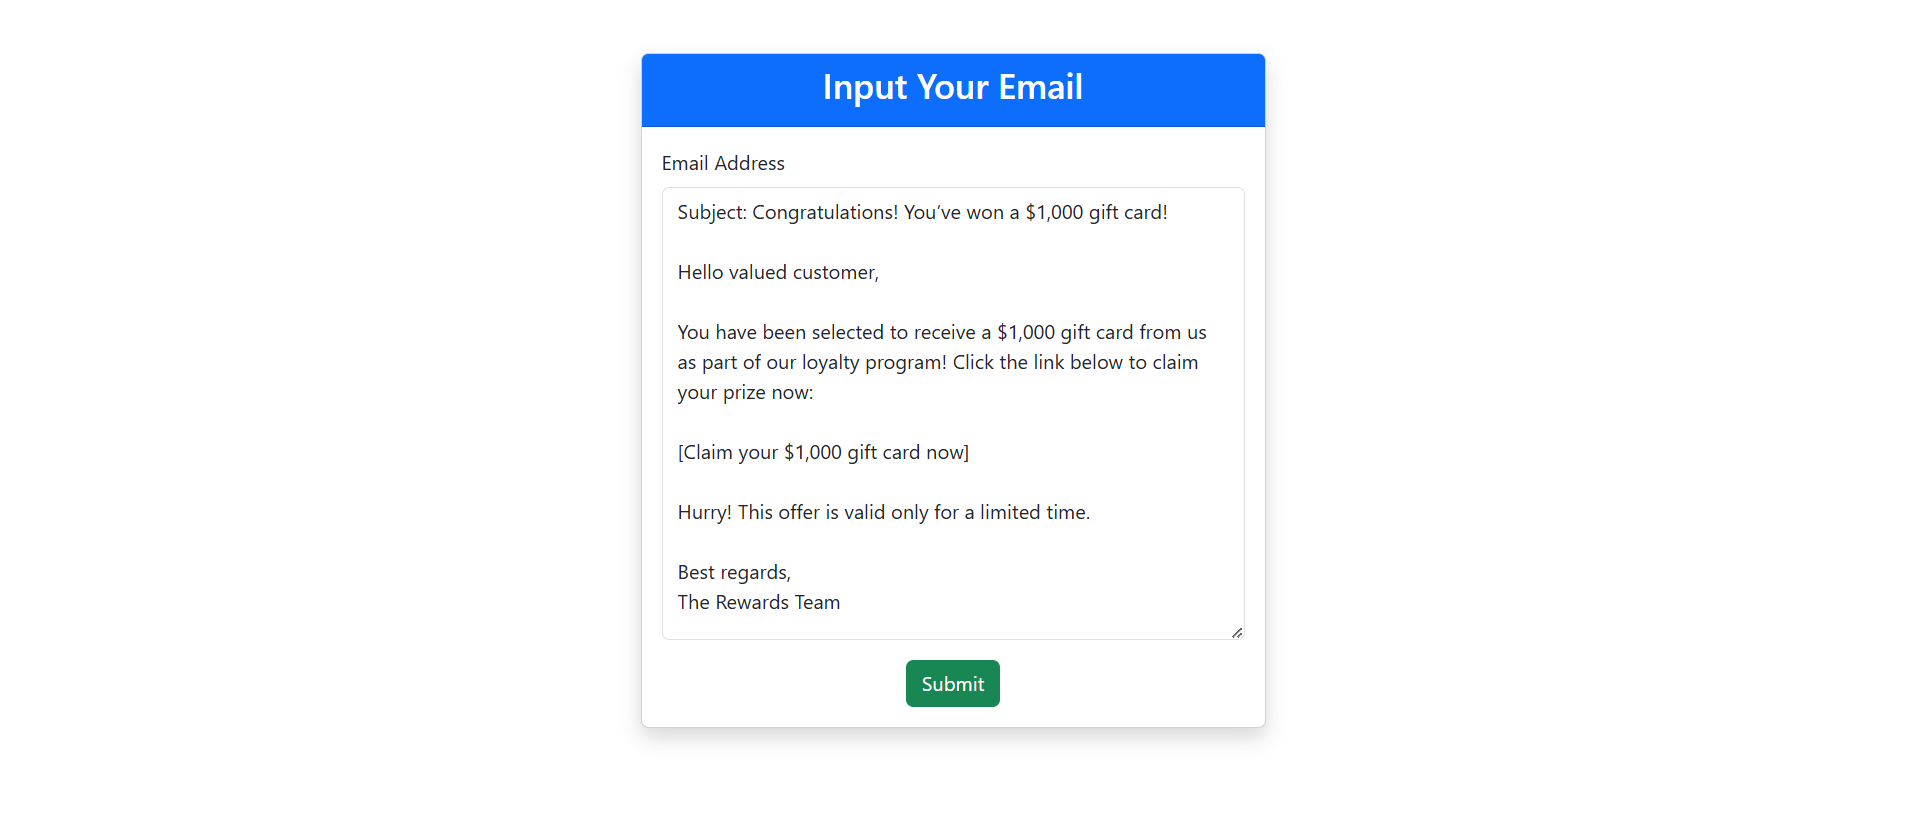 Input Your Email
Email Address
Subject: Congratulations! You’ve won a $1,000 gift card!
Hello valued customer,
You have been selected to receive a $1,000 gift card from us
as part of our loyalty program! Click the link below to claim
your prize now:
[Claim your $1,000 gift card now]
Hurry! This offer is valid only for a limited time.
Best regards,
The Rewards Team
Submit